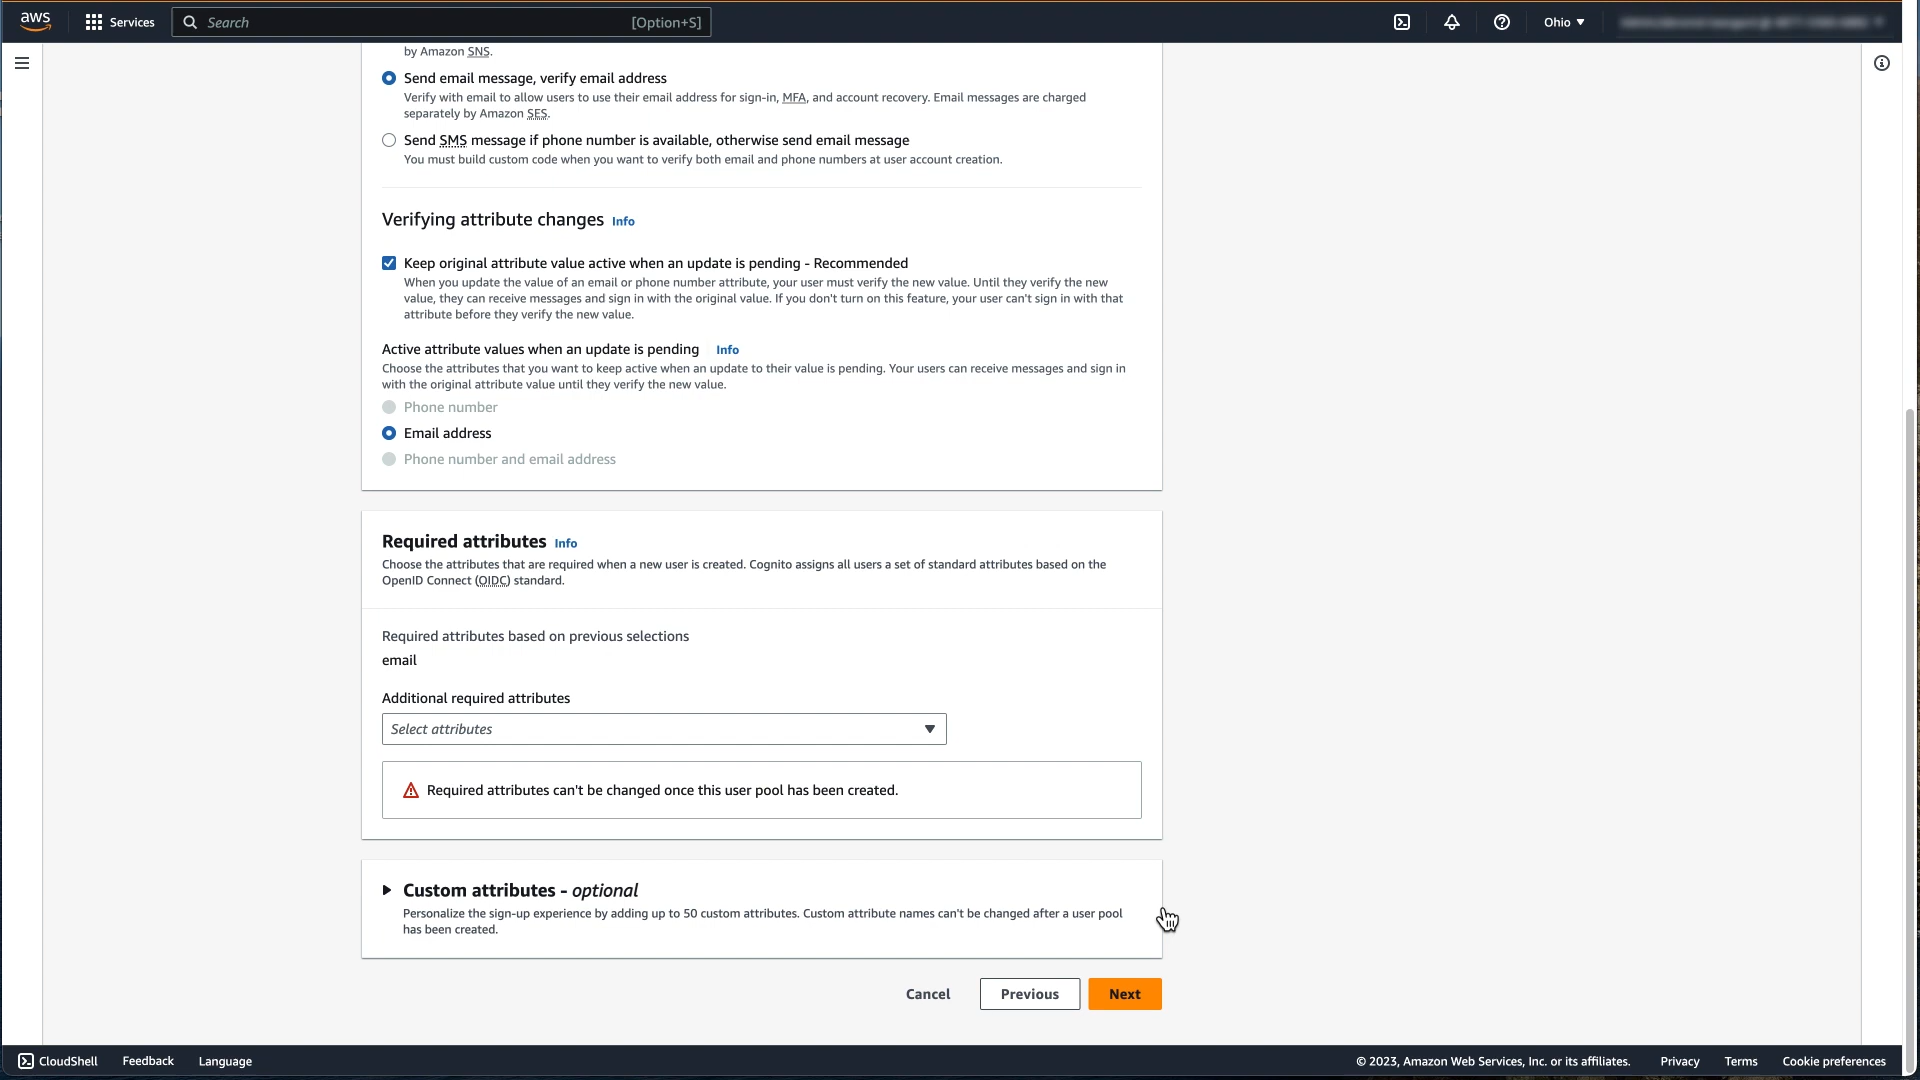 aws
Services
Search
[Option+S]
Ohio
by Amazon SNS.
Send email message, verify email address
Verify with email to allow users to use their email address for sign-in, MFA, and account recovery. Email messages are charged
separately by Amazon SES.
Send SMS message if phone number is available, otherwise send email message
You must build custom code when you want to verify both email and phone numbers at user account creation.
Verifying attribute changes Info
Keep original attribute value active when an update is pending - Recommended
When you update the value of an email or phone number attribute, your user must verify the new value. Until they verify the new
value, they can receive messages and sign in with the original value. If you don't turn on this feature, your user can't sign in with that
attribute before they verify the new value.
Active attribute values when an update is pending Info
Choose the attributes that you want to keep active when an update to their value is pending. Your users can receive messages and sign in
with the original attribute value until they verify the new value.
Phone number
Email address
Phone number and email address
Required attributes Info
Choose the attributes that are required when a new user is created. Cognito assigns all users a set of standard attributes based on the
OpenID Connect (OIDC) standard.
Required attributes based on previous selections
email
Additional required attributes
Select attributes
Required attributes can't be changed once this user pool has been created.
Custom attributes - optional
Personalize the sign-up experience by adding up to 50 custom attributes. Custom attribute names can't be changed after a user pool
has been created.
Cancel
Previous
Next
CloudShell
Feedback
Language
© 2023, Amazon Web Services, Inc. or its affiliates.
Privacy
Terms
Cookie preferences